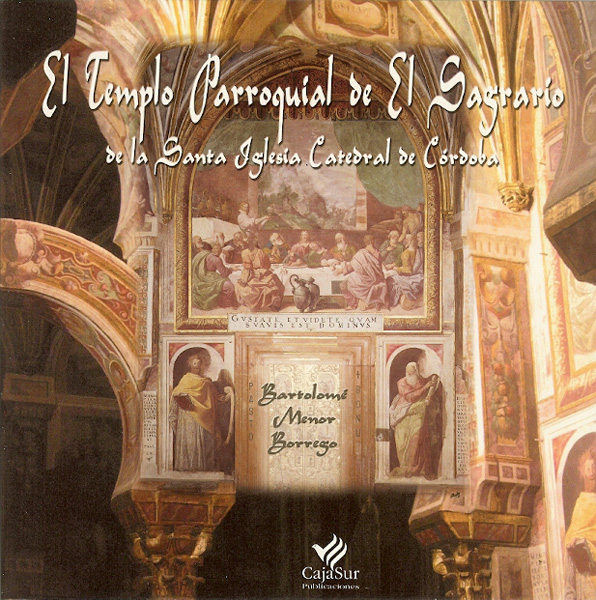 El Templo Parroquial de El Sagrario
de la Santa Iglesia Catedral de Córdoba
GVSTATE ET VIDETE QVAM
SVAVIS EST DOMINVS
Bartolomé
Menor
Borrego
CajaSur
Publicaciones